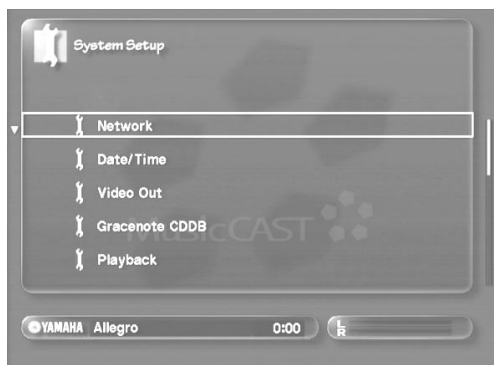 System Setup
Network
Date/Time
Video Out
Gracenote CDDB
MusicCAST
Playback
YAMAHA Allegro 0:00 L
R